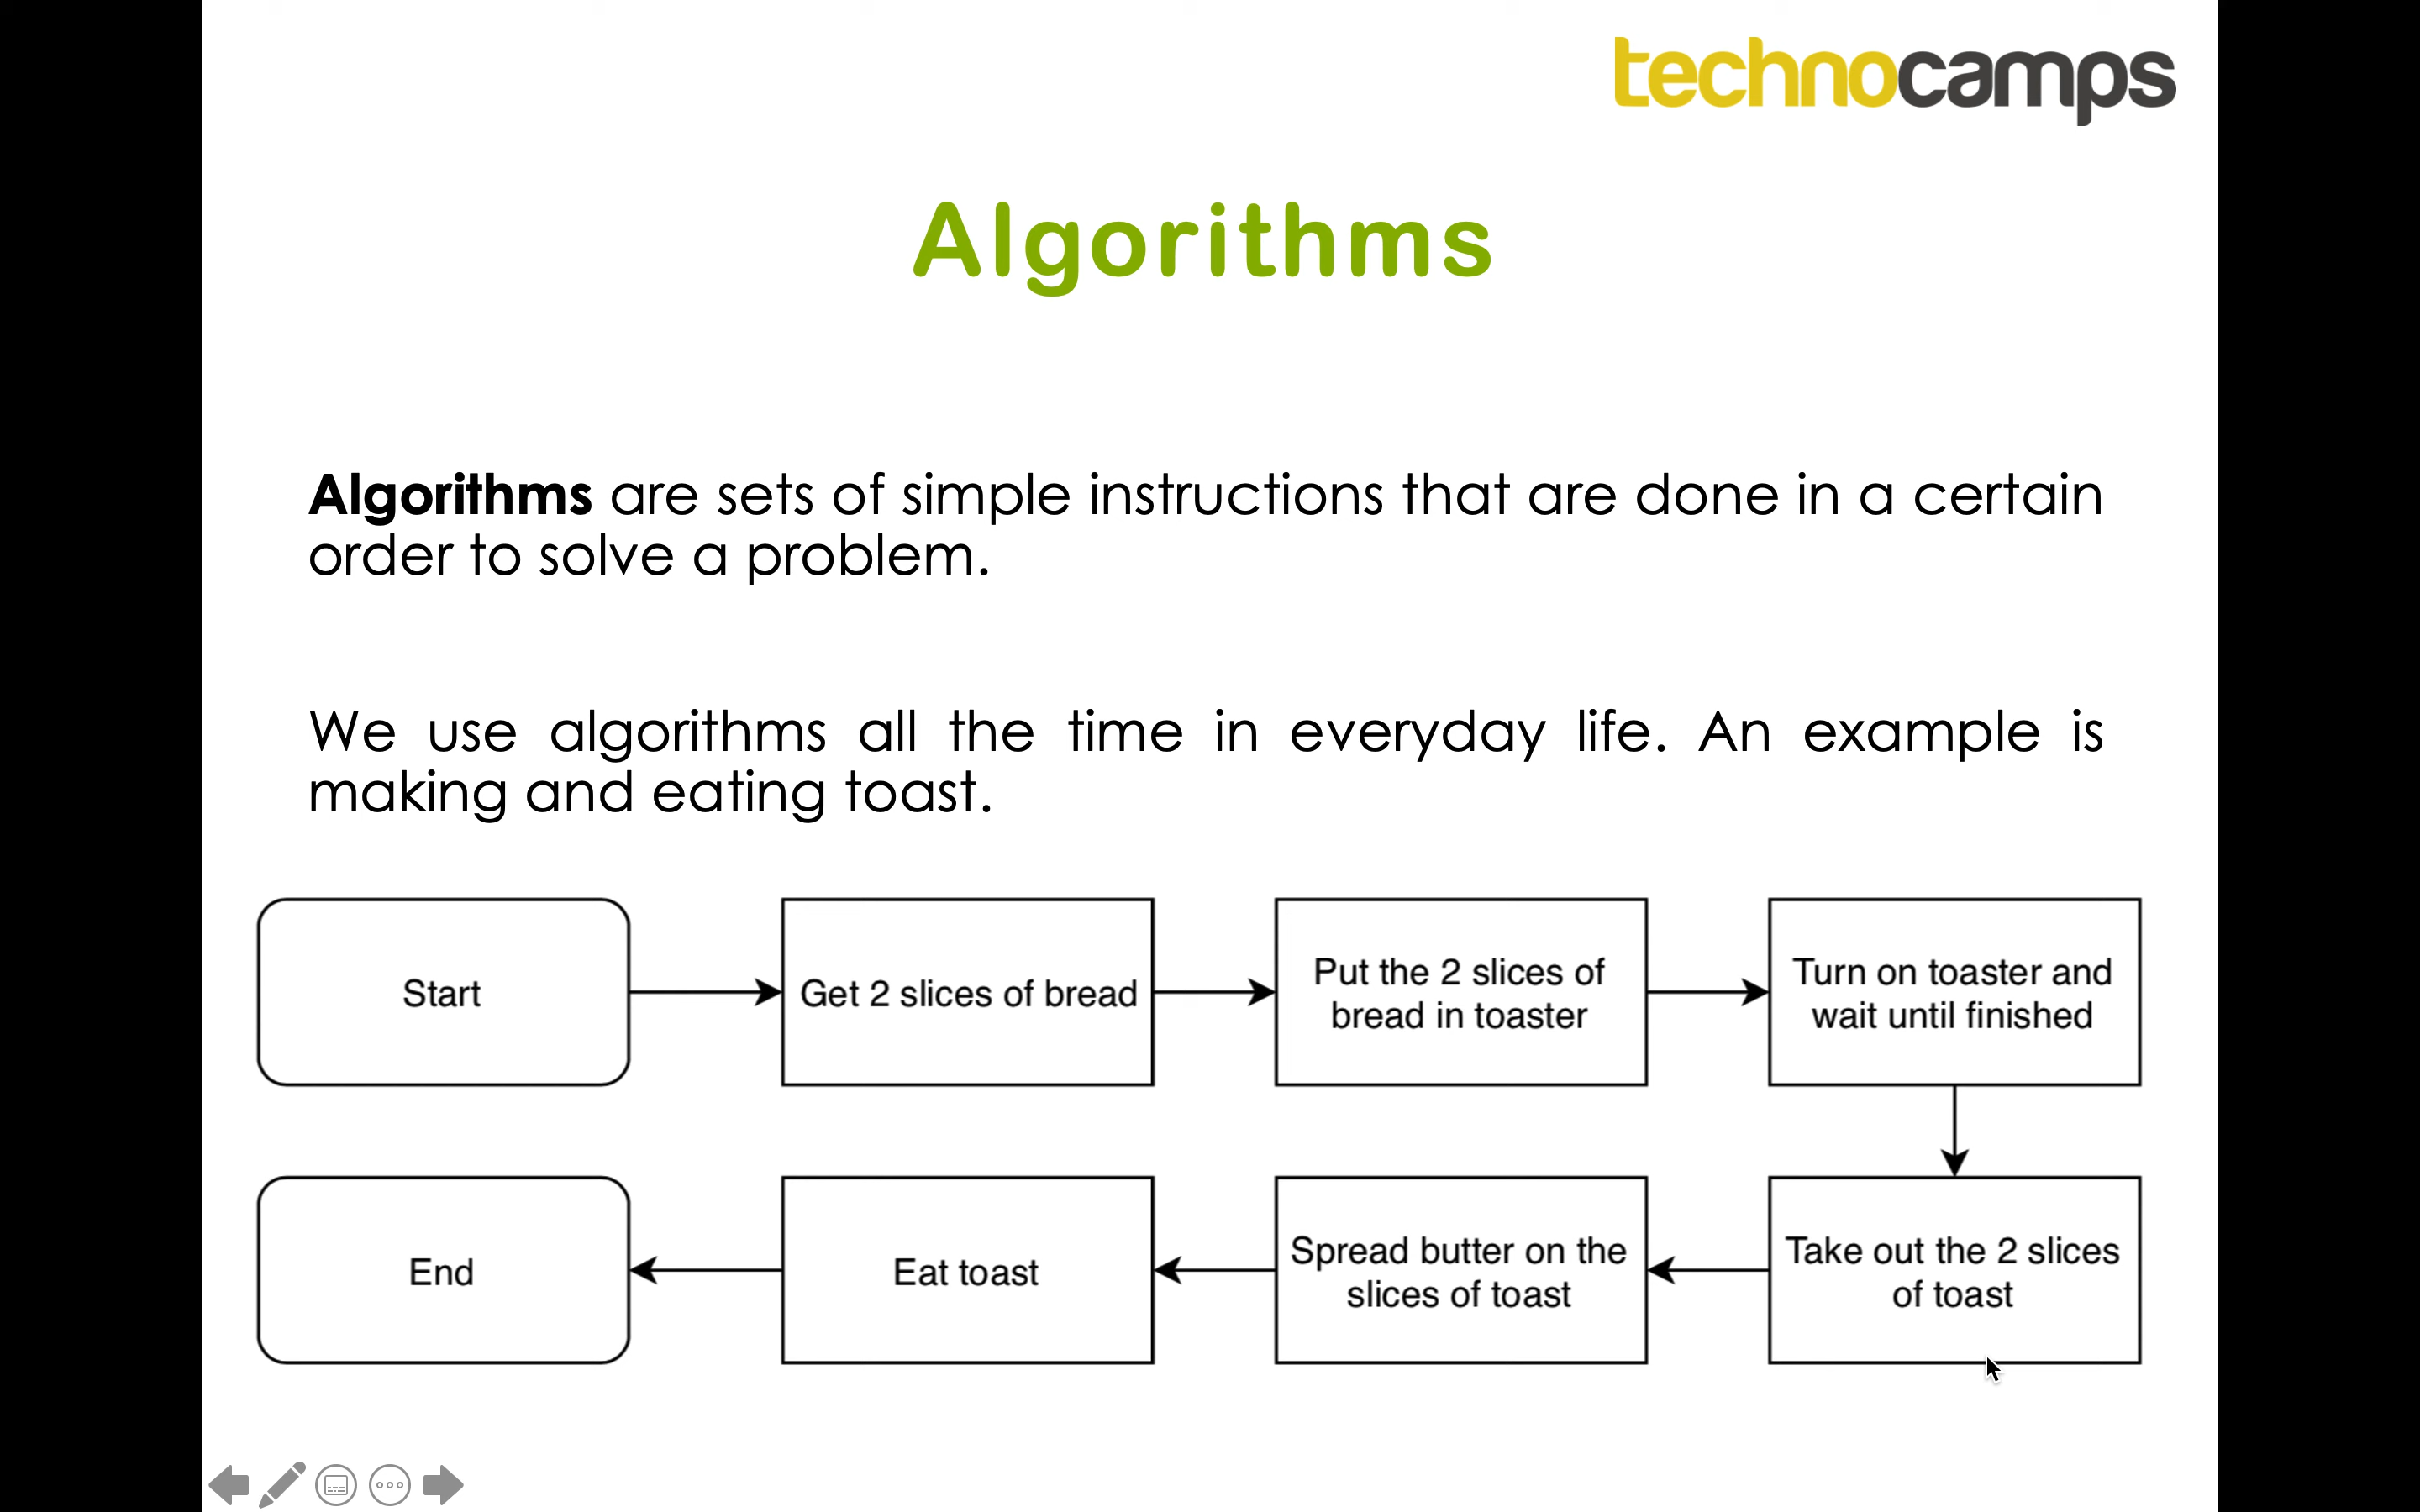 technocamps
Algorithms
Algorithms are sets of simple instructions that are done in a certain
order to solve a problem.
We use algorithms all the time in everyday life. An example is
making and eating toast.
Start
Get 2 slices of bread
Put the 2 slices of
bread in toaster
Turn on toaster and
wait until finished
Take out the 2 slices
of toast
Spread butter on the
slices of toast
Eat toast
End